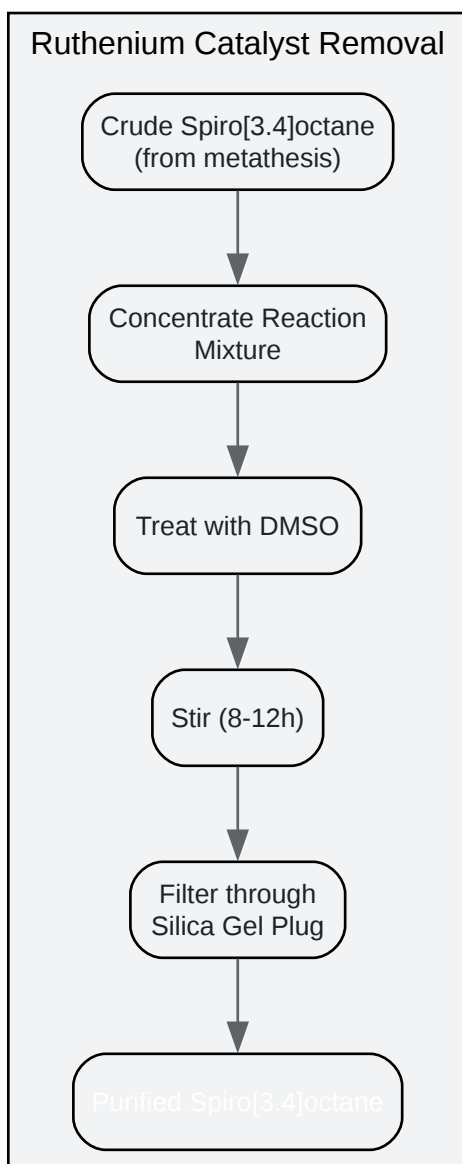 Ruthenium Catalyst Removal
Crude Spiro[3.4]octane
(from metathesis)
Concentrate Reaction
Mixture
Treat with DMSO
Stir (8-12h)
Filter through
Silica Gel Plug
Purified Spiro[3.4]octane